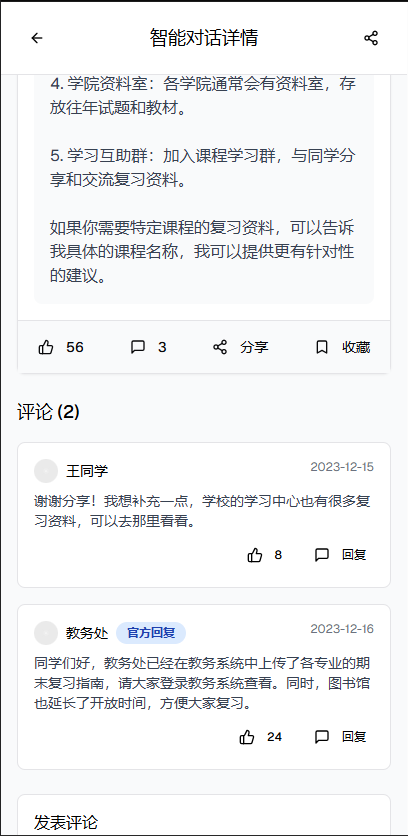 智能对话详情
4. 学院资料室：各学院通常会有资料室，存
放往年试题和教材。
5. 学习互助群：加入课程学习群，与同学分
享和交流复习资料。
如果你需要特定课程的复习资料，可以告诉
我具体的课程名称，我可以提供更有针对性
的建议。
56 3 分享 收藏
评论 (2)
王同学 2023-12-15
谢谢分享！我想补充一点，学校的学习中心也有很多复
习资料，可以去那里看看。
8 回复
教务处 官方回复 2023-12-16
同学们好，教务处已经在教务系统中上传了各专业的期
末复习指南，请大家登录教务系统查看。同时，图书馆
也延长了开放时间，方便大家复习。
24 回复
发表评论